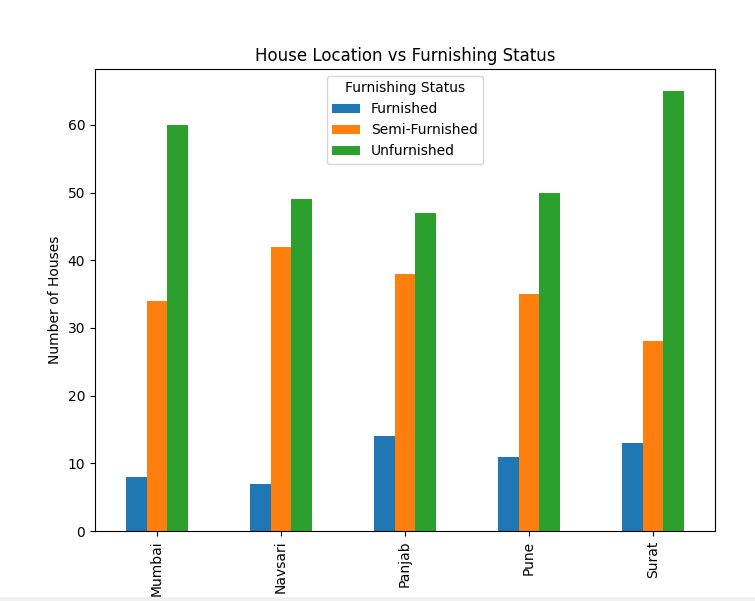 House Location vs Furnishing Status
Furnishing Status
Furnished
Semi-Furnished
Unfurnished
Number of Houses
60
50
40
30
20
10
0
Mumbai
Navsari
Panjab
Pune
Surat